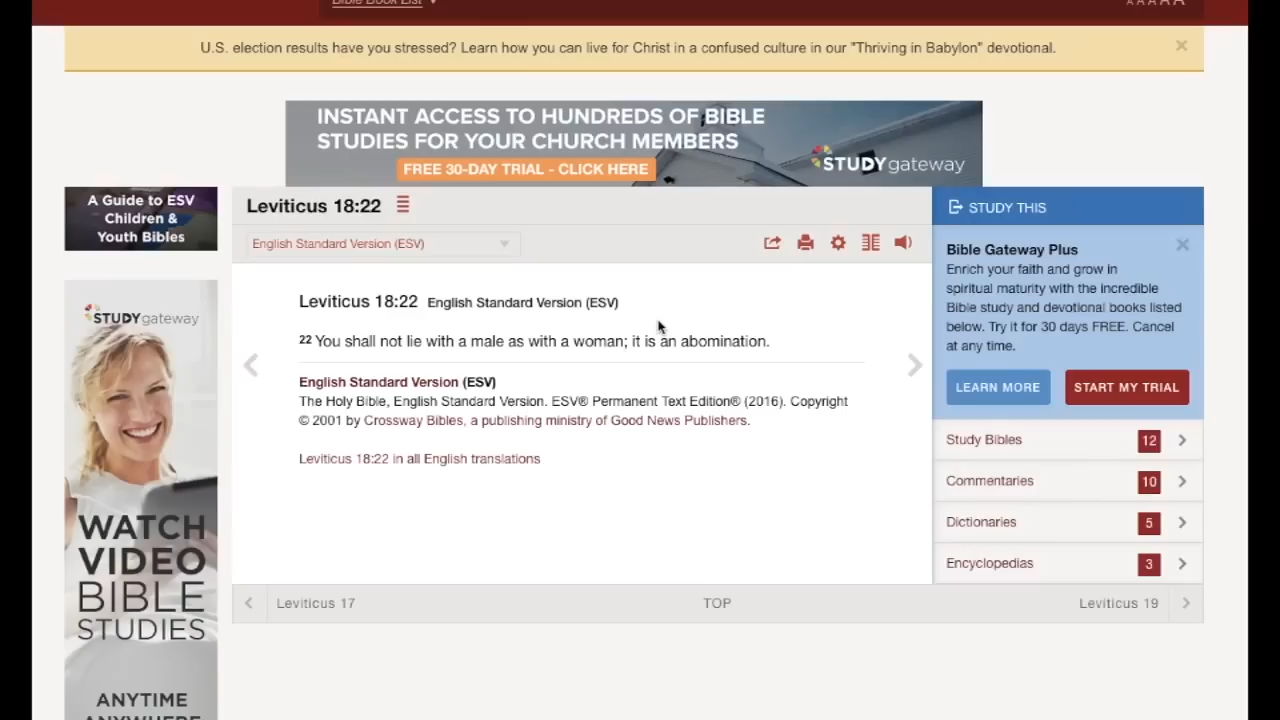 Bible Book List
A A A A A
U.S. election results have you stressed? Learn how you can live for Christ in a confused culture in our "Thriving in Babylon" devotional.
INSTANT ACCESS TO HUNDREDS OF BIBLE
STUDIES FOR YOUR CHURCH MEMBERS
FREE 30-DAY TRIAL - CLICK HERE
STUDYgateway
A Guide to ESV
Children &
Youth Bibles
STUDYgateway
WATCH
VIDEO
BIBLE
STUDIES
ANYTIME
ANYWHERE
Leviticus 18:22
English Standard Version (ESV)
Leviticus 18:22 English Standard Version (ESV)
22 You shall not lie with a male as with a woman; it is an abomination.
English Standard Version (ESV)
The Holy Bible, English Standard Version. ESV® Permanent Text Edition® (2016). Copyright
© 2001 by Crossway Bibles, a publishing ministry of Good News Publishers.
Leviticus 18:22 in all English translations
Leviticus 17
TOP
Leviticus 19
STUDY THIS
Bible Gateway Plus
Enrich your faith and grow in
spiritual maturity with the incredible
Bible study and devotional books listed
below. Try it for 30 days FREE. Cancel
at any time.
LEARN MORE
START MY TRIAL
Study Bibles 12
Commentaries 10
Dictionaries 5
Encyclopedias 3